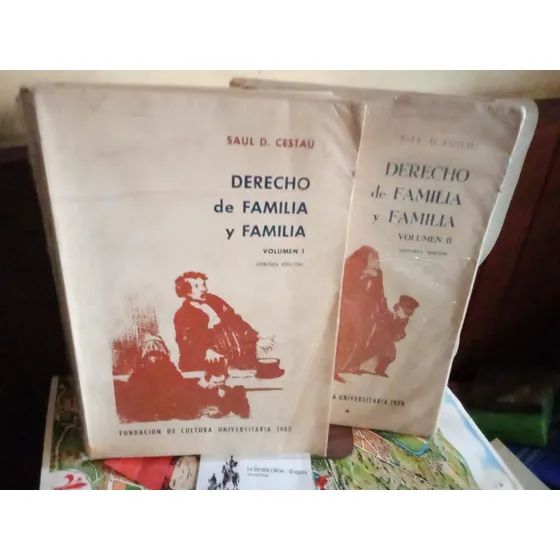 SAUL D. CESTAU
DERECHO
de FAMILIA
y FAMILIA
VOLUMEN I
(TERCERA EDICION)
FUNDACION DE CULTURA UNIVERSITARIA 1982
DERECHO
de FAMILIA
y FAMILIA
VOLUMEN II
UNIVERSITARIA